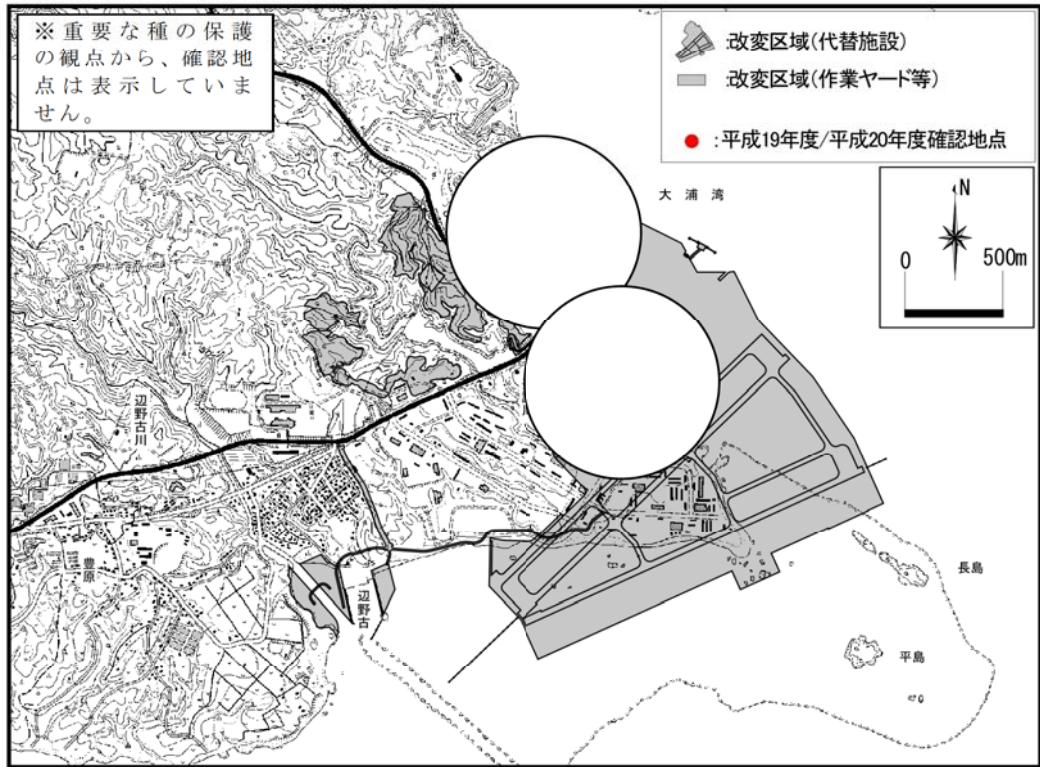 ※重要な種の保護
の観点から、確認地
点は表示していま
せん。
:改変区域(代替施設)
:改変区域(作業ヤード等)
:平成19年度/平成20年度確認地点
大浦湾
N
0 500m
辺野古川
豊原
辺野古
長島
平島